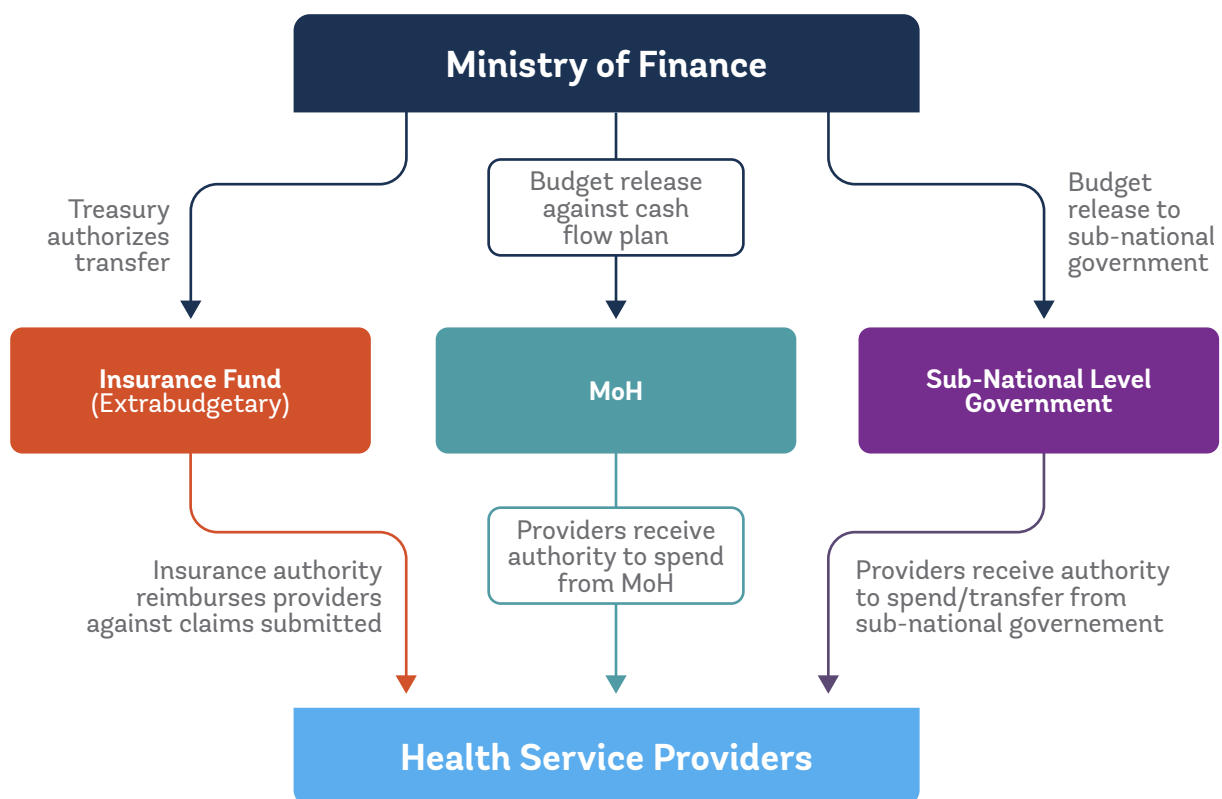 Ministry of Finance
Treasury
authorizes
transfer
Budget release
against cash
flow plan
Budget
release to
sub-national
government
Insurance Fund
(Extrabudgetary)
MoH
Sub-National Level
Government
Insurance authority
reimburses providers
against claims submitted
Providers receive
authority to spend
from MoH
Providers receive authority
to spend/transfer from
sub-national governement
Health Service Providers